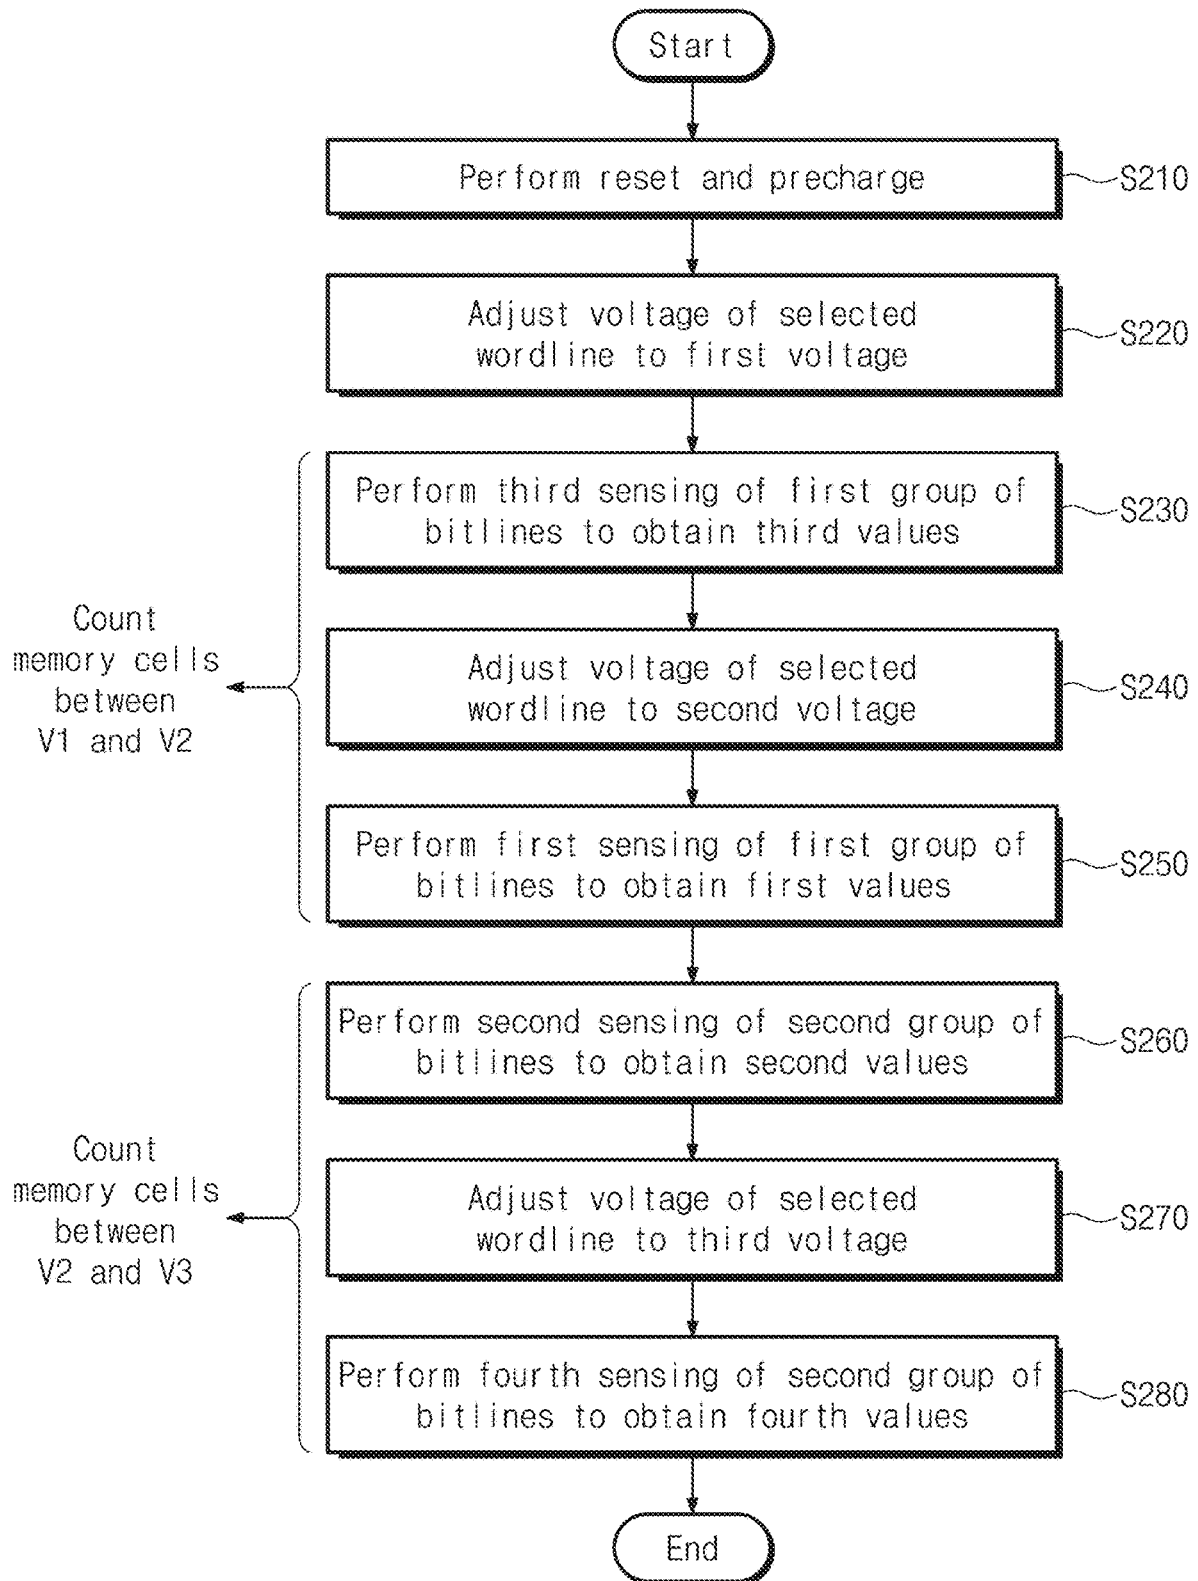 Start
Perform reset and precharge
S210
Adjust voltage of selected
wordline to first voltage
S220
Perform third sensing of first group of
bitlines to obtain third values
S230
Count
memory cells
between
V1 and V2
Adjust voltage of selected
wordline to second voltage
S240
Perform first sensing of first group of
bitlines to obtain first values
S250
Perform second sensing of second group of
bitlines to obtain second values
S260
Count
memory cells
between
V2 and V3
Adjust voltage of selected
wordline to third voltage
S270
Perform fourth sensing of second group of
bitlines to obtain fourth values
S280
End